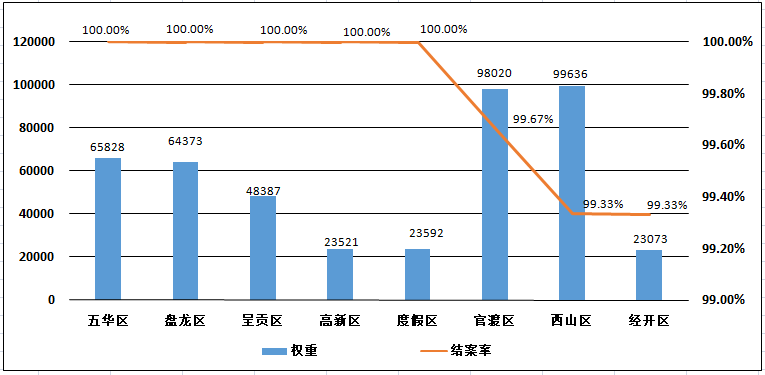 100.00% 100.00% 100.00% 100.00% 100.00%
120000 100.00%
100000 98020 99636 99.80%
80000 99.67% 99.60%
65828 64373
60000
48387 99.40%
40000 99.33% 99.33%
23521 23592 23073
20000 99.20%
0 99.00%
五华区 盘龙区 呈贡区 高新区 度假区 官渡区 西山区 经开区
权重 结案率